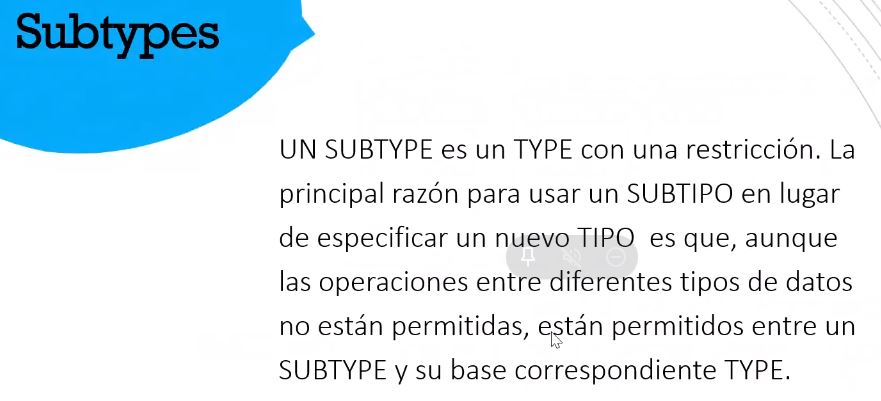 Subtypes
UN SUBTYPE es un TYPE con una restricción. La
principal razón para usar un SUBTIPO en lugar
de especificar un nuevo TIPO es que, aunque
las operaciones entre diferentes tipos de datos
no están permitidas, están permitidos entre un
SUBTYPE y su base correspondiente TYPE.